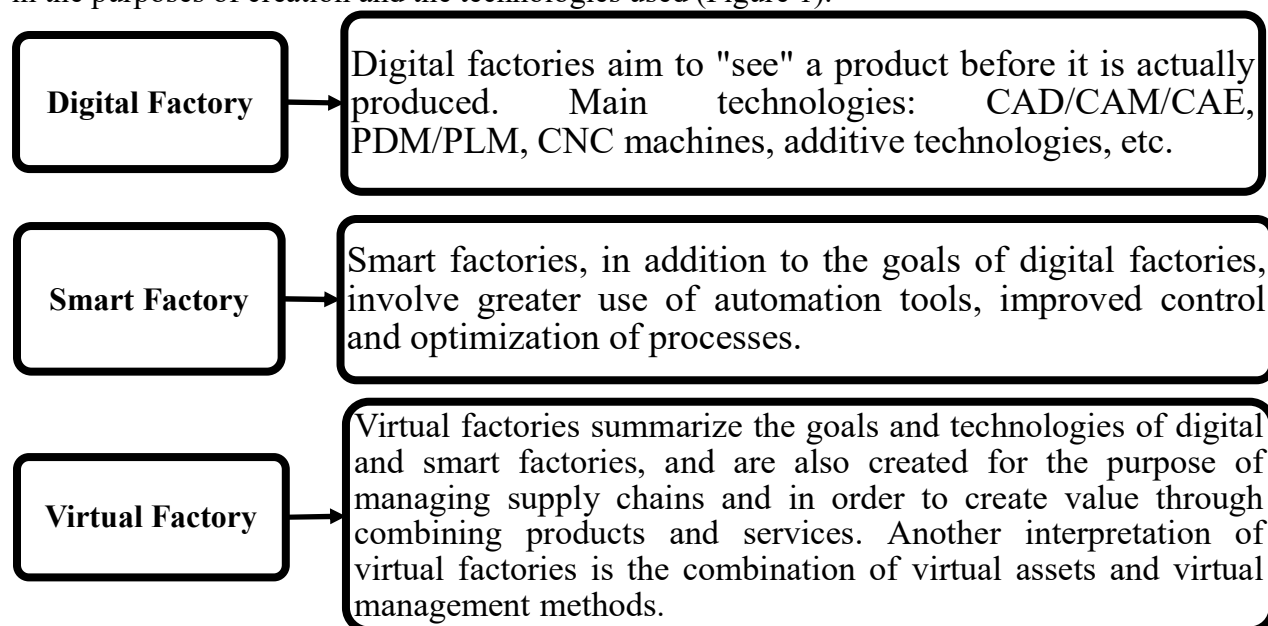 in the purposes of creation and the technologies used (Figure 1).
Digital Factory
Digital factories aim to "see" a product before it is actually
produced. Main technologies: CAD/CAM/CAE,
PDM/PLM, CNC machines, additive technologies, etc.
Smart Factory
Smart factories, in addition to the goals of digital factories,
involve greater use of automation tools, improved control
and optimization of processes.
Virtual Factory
Virtual factories summarize the goals and technologies of digital
and smart factories, and are also created for the purpose of
managing supply chains and in order to create value through
combining products and services. Another interpretation of
virtual factories is the combination of virtual assets and virtual
management methods.